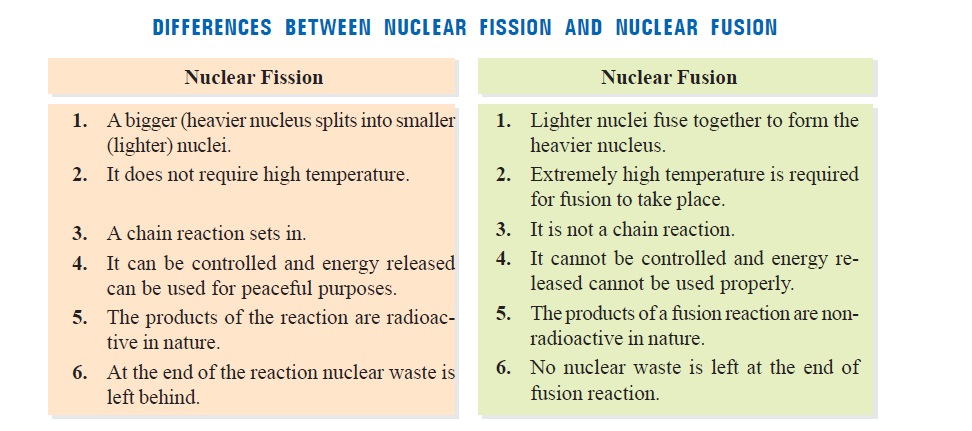 DIFFERENCES BETWEEN NUCLEAR FISSION AND NUCLEAR FUSION
Nuclear Fission
1. A bigger (heavier nucleus splits into smaller
(lighter) nuclei.
2. It does not require high temperature.
3. A chain reaction sets in.
4. It can be controlled and energy released
can be used for peaceful purposes.
5. The products of the reaction are radioac-
tive in nature.
6. At the end of the reaction nuclear waste is
left behind.
Nuclear Fusion
1. Lighter nuclei fuse together to form the
heavier nucleus.
2. Extremely high temperature is required
for fusion to take place.
3. It is not a chain reaction.
4. It cannot be controlled and energy re-
leased cannot be used properly.
5. The products of a fusion reaction are non-
radioactive in nature.
6. No nuclear waste is left at the end of
fusion reaction.